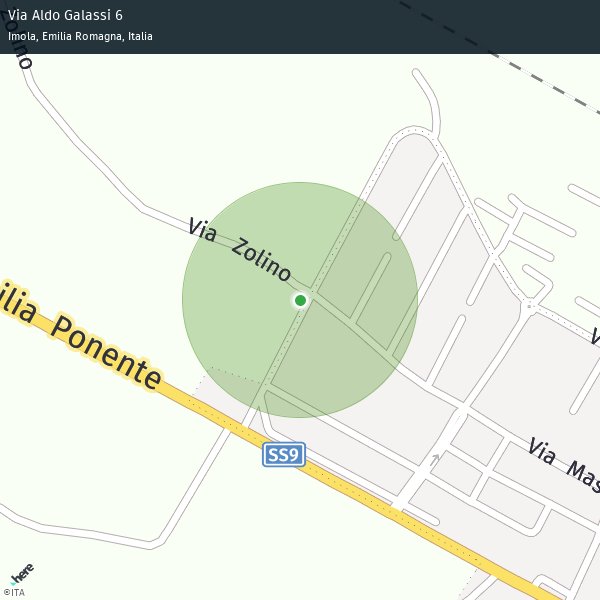 Via Aldo Galassi 6
Imola, Emilia Romagna, Italia
Zolino
Via Zolino
ilia Ponente
SS9
Via Mas
V
here
©ITA